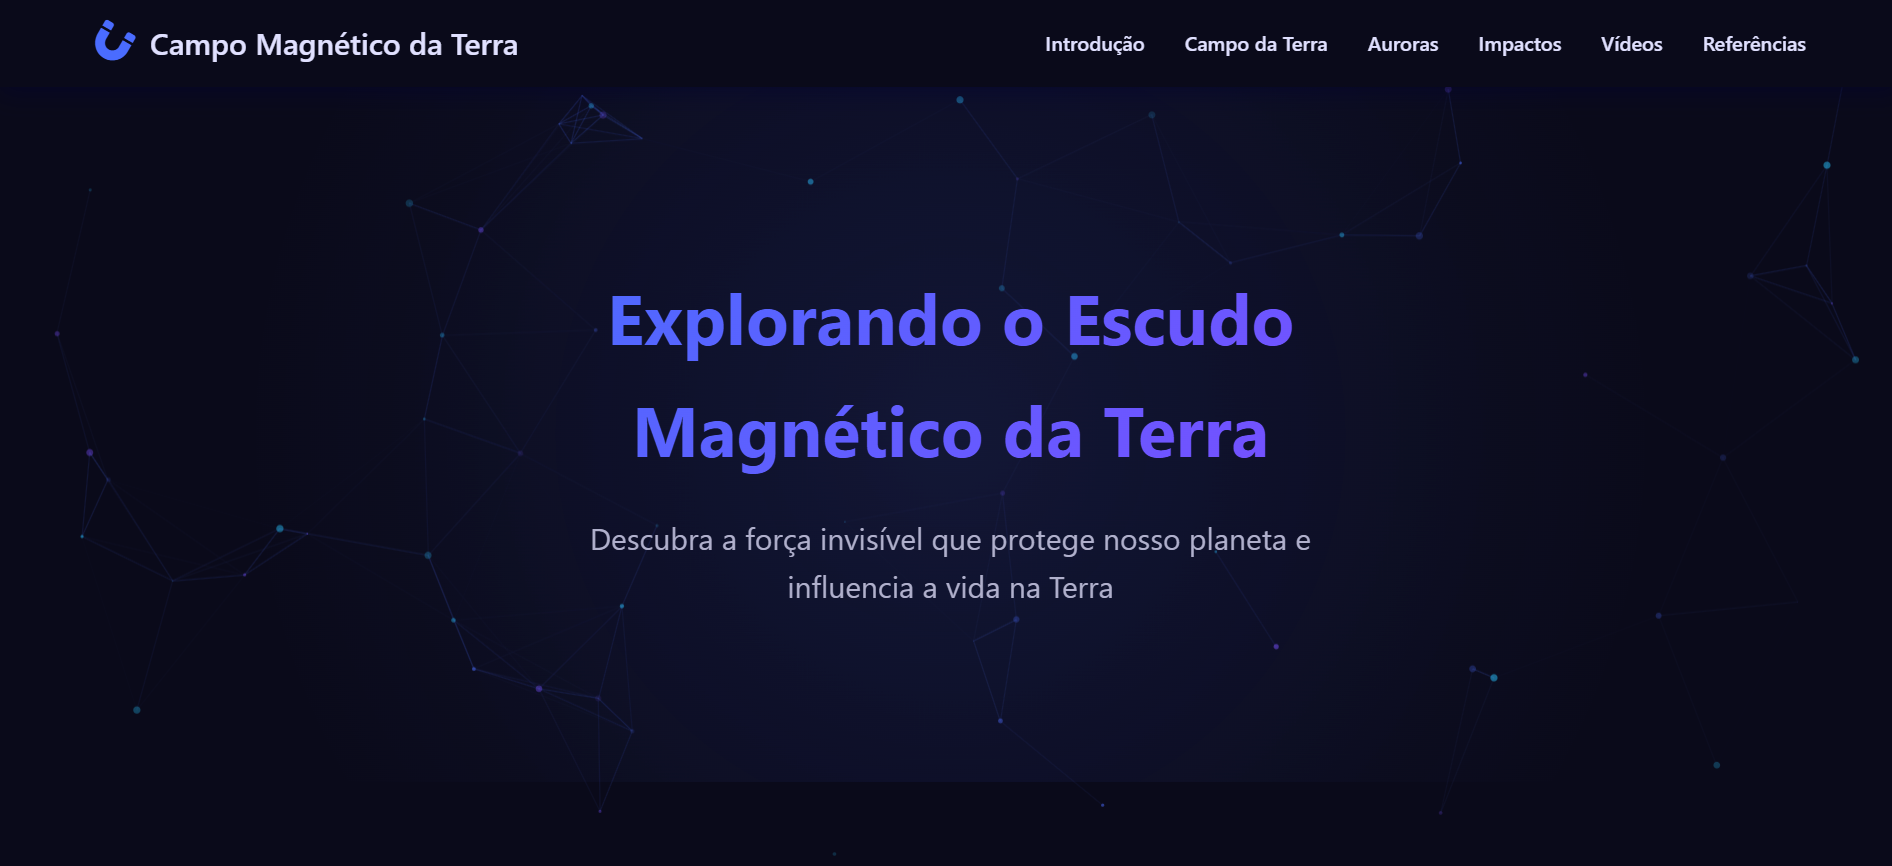 Campo Magnético da Terra
Introdução
Campo da Terra
Auroras
Impactos
Vídeos
Referências
Explorando o Escudo
Magnético da Terra
Descubra a força invisível que protege nosso planeta e
influencia a vida na Terra